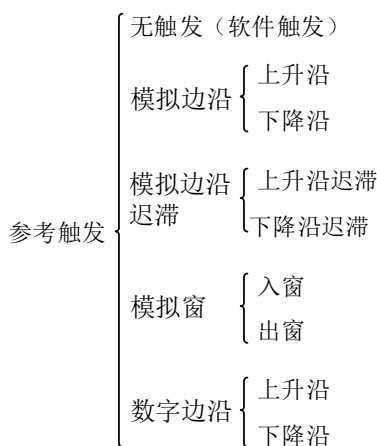 无触发（软件触发）
模拟边沿
上升沿
下降沿
模拟边沿
迟滞
上升沿迟滞
下降沿迟滞
参考触发
模拟窗
入窗
出窗
数字边沿
上升沿
下降沿